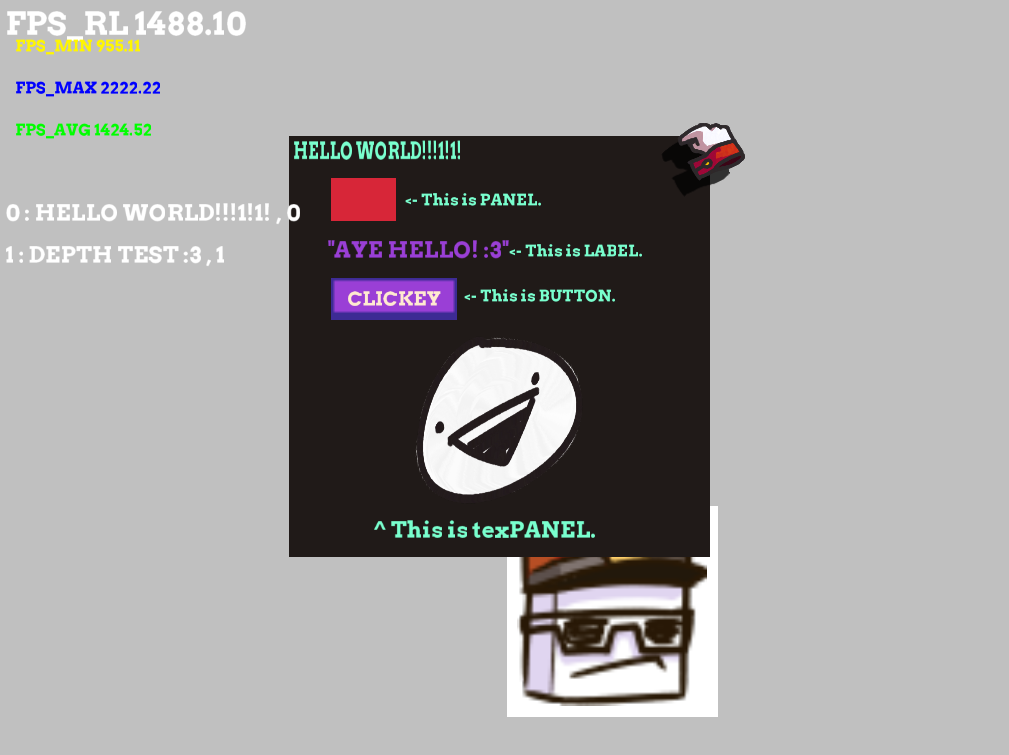 FPS_RL 1488.10
FPS_MIN 955.11
FPS_MAX 2222.22
FPS_AVG 1424.52
0 : HELLO WORLD!!!1!1! , 0
1 : DEPTH TEST :3 , 1
HELLO WORLD!!!1!1!
<- This is PANEL.
"AYE HELLO! :3"<- This is LABEL.
CLICKEY <- This is BUTTON.
^ This is texPANEL.